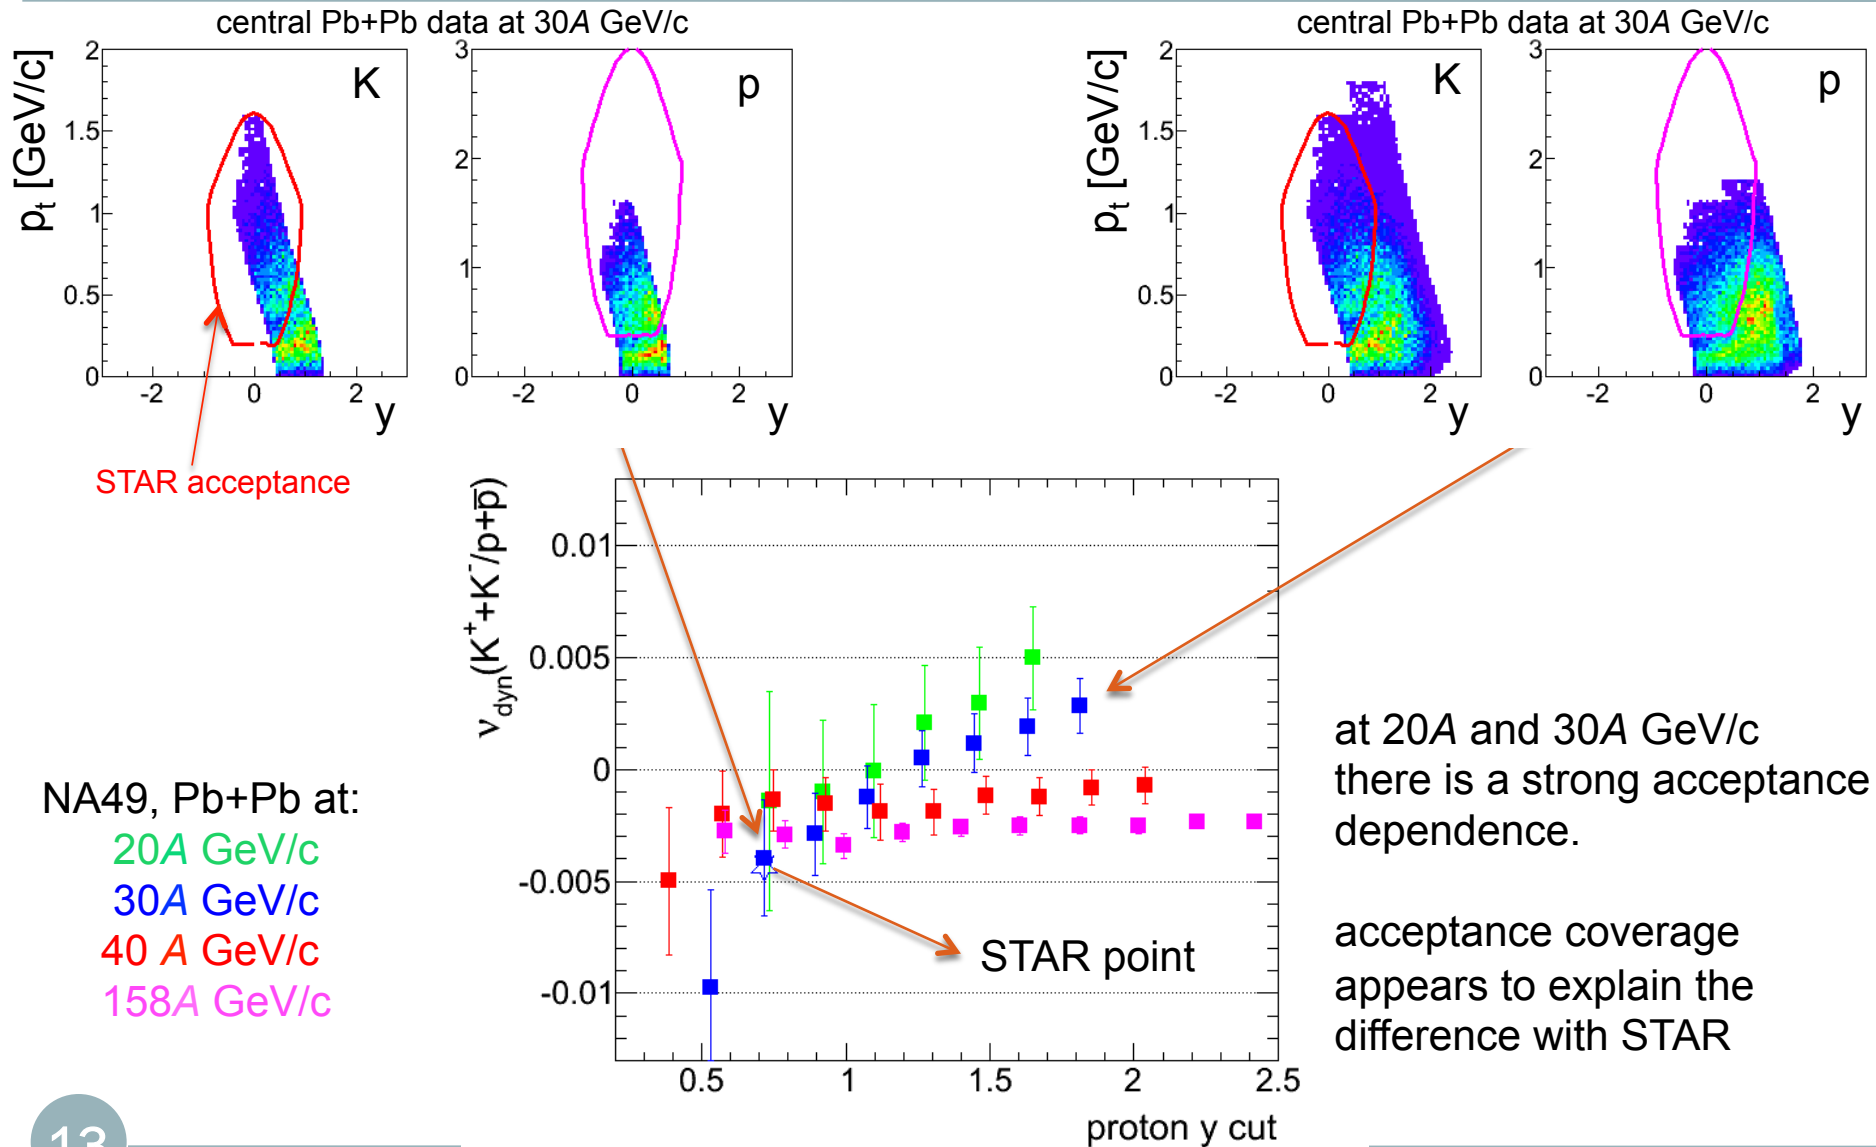 central Pb+Pb data at 30A GeV/c
central Pb+Pb data at 30A GeV/c
p_t [GeV/c]
2
1.5
1
0.5
0
K
-2 0 2
y
3
2
1
0
p
-2 0 2
y
STAR acceptance
p_t [GeV/c]
2
1.5
1
0.5
0
K
-2 0 2
y
3
2
1
0
p
-2 0 2
y
ν_dyn(K⁺+K⁻/p+p̄)
0.01
0.005
0
-0.005
-0.01
0.5 1 1.5 2 2.5
proton y cut
STAR point
NA49, Pb+Pb at:
20A GeV/c
30A GeV/c
40 A GeV/c
158A GeV/c
at 20A and 30A GeV/c
there is a strong acceptance
dependence.
acceptance coverage
appears to explain the
difference with STAR
13